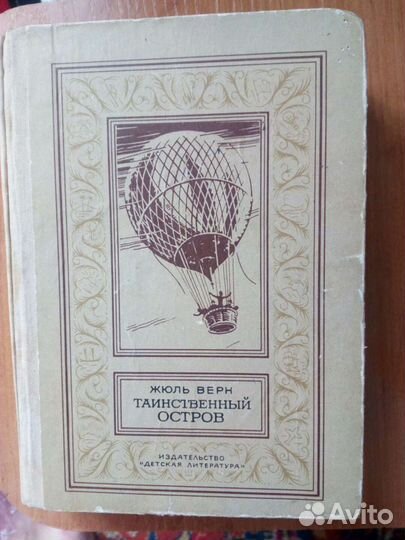 ЖЮЛЬ ВЕРН
ТАИНСТВЕННЫЙ
ОСТРОВ
ИЗДАТЕЛЬСТВО
«ДЕТСКАЯ ЛИТЕРАТУРА»
Avito